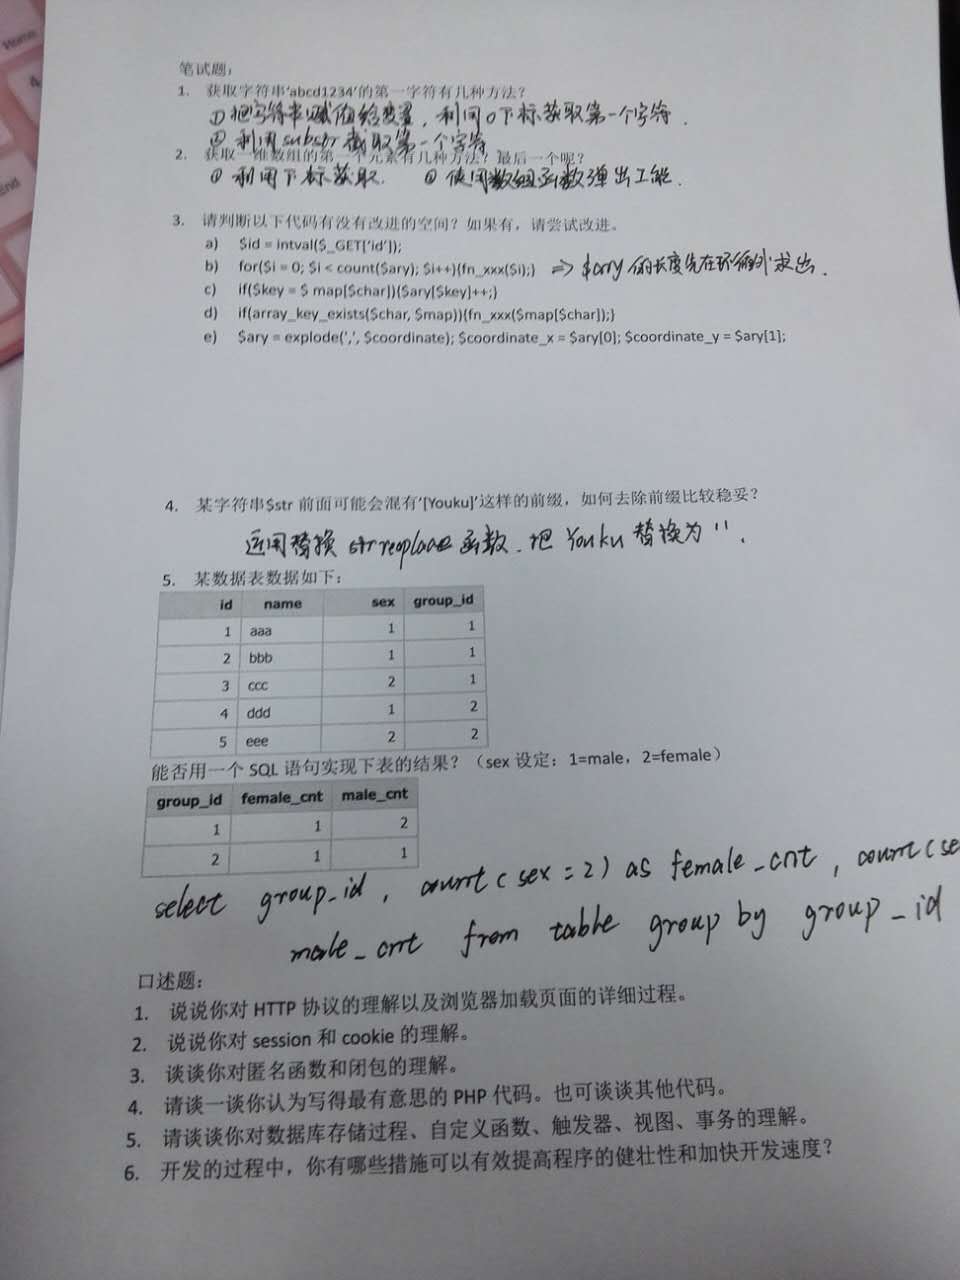 Home
4
End
笔试题:
1. 获取字符串'abcd1234'的第一字符有几种方法?
① 把字符串赋值给变量,利用0下标获取第一个字符.
② 利用substr截取第一个字符
2. 获取一维数组的第一个元素有几种方法?最后一个呢?
① 利用下标获取. ② 使用数组函数弹出功能.
3. 请判断以下代码有没有改进的空间?如果有,请尝试改进。
a) $id = intval($_GET['id']);
b) for($i = 0; $i < count($ary); $i++){fn_xxx($i);} => $arry的长度先在环循外求出.
c) if($key = $ map[$char]){$ary[$key]++;}
d) if(array_key_exists($char, $map)){fn_xxx($map[$char]);}
e) $ary = explode(',', $coordinate); $coordinate_x = $ary[0]; $coordinate_y = $ary[1];
4. 某字符串$str 前面可能会混有'[Youku]'这样的前缀,如何去除前缀比较稳妥?
运用替换 函数.把 Youku 替换为 ''.
5. 某数据表数据如下:
id name sex group_id
1 aaa 1 1
2 bbb 1 1
3 ccc 2 1
4 ddd 1 2
5 eee 2 2
能否用一个 SQL 语句实现下表的结果?(sex 设定:1=male,2=female)
group_id female_cnt male_cnt
1 1 2
2 1 1
select group_id, count(sex=2) as female_cnt, count(se
male_cnt from table group by group_id
口述题:
1. 说说你对 HTTP 协议的理解以及浏览器加载页面的详细过程。
2. 说说你对 session 和 cookie 的理解。
3. 谈谈你对匿名函数和闭包的理解。
4. 请谈一谈你认为写得最有意思的 PHP 代码。也可谈谈其他代码。
5. 请谈谈你对数据库存储过程、自定义函数、触发器、视图、事务的理解。
6. 开发的过程中,你有哪些措施可以有效提高程序的健壮性和加快开发速度?